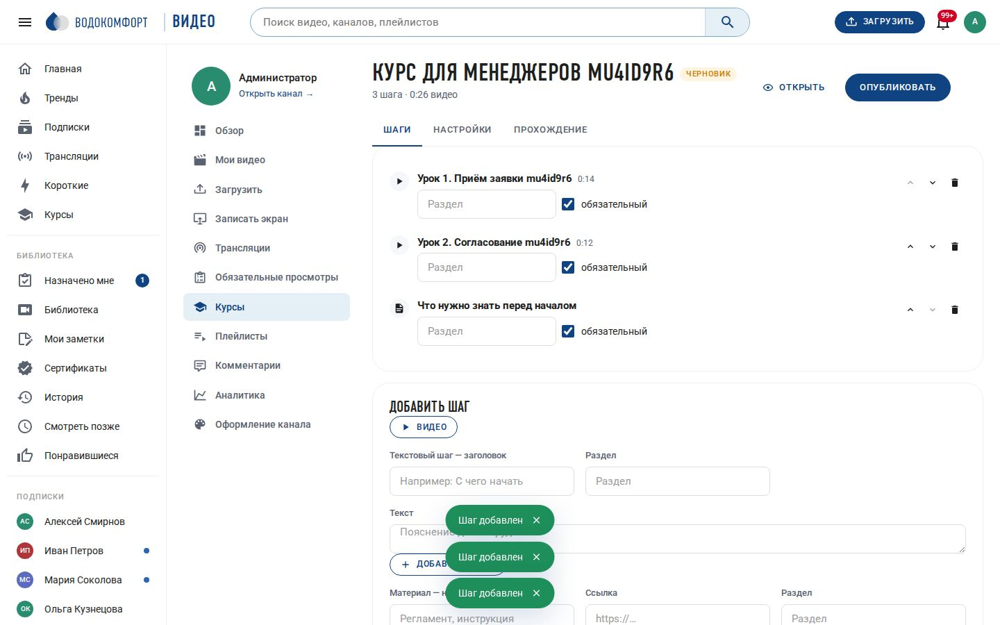 ВОДОКОМФОРТ
ВИДЕО
Поиск видео, каналов, плейлистов
ЗАГРУЗИТЬ
99+
А
Главная
Тренды
Подписки
Трансляции
Короткие
Курсы
БИБЛИОТЕКА
Назначено мне
1
Библиотека
Мои заметки
Сертификаты
История
Смотреть позже
Понравившиеся
ПОДПИСКИ
АС Алексей Смирнов
ИП Иван Петров
МС Мария Соколова
ОК Ольга Кузнецова
А
Администратор
Открыть канал →
Обзор
Мои видео
Загрузить
Записать экран
Трансляции
Обязательные просмотры
Курсы
Плейлисты
Комментарии
Аналитика
Оформление канала
КУРС ДЛЯ МЕНЕДЖЕРОВ MU4ID9R6
ЧЕРНОВИК
3 шага · 0:26 видео
ОТКРЫТЬ
ОПУБЛИКОВАТЬ
ШАГИ
НАСТРОЙКИ
ПРОХОЖДЕНИЕ
Урок 1. Приём заявки mu4id9r6 0:14
Раздел
обязательный
Урок 2. Согласование mu4id9r6 0:12
Раздел
обязательный
Что нужно знать перед началом
Раздел
обязательный
ДОБАВИТЬ ШАГ
ВИДЕО
Текстовый шаг — заголовок
Раздел
Например: С чего начать
Раздел
Текст
Шаг добавлен
Шаг добавлен
Шаг добавлен
Материал —
Ссылка
Раздел
Регламент, инструкция
https://...
Раздел